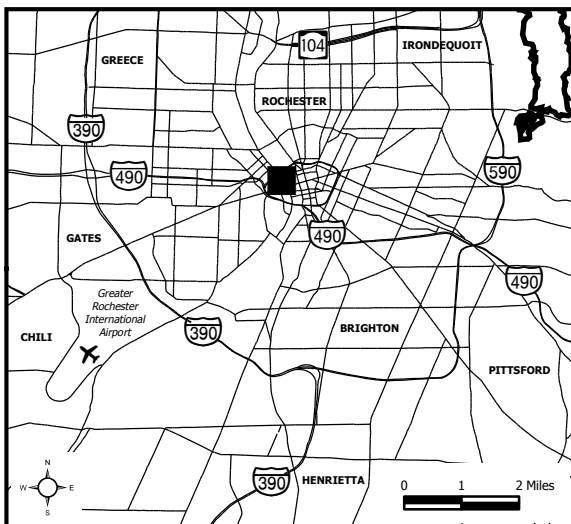 104
IRONDEQUOIT
GREECE
ROCHESTER
390
490
590
490
GATES
490
Greater
Rochester
International
Airport
390
CHILI
BRIGHTON
PITTSFORD
N
W
E
S
390
HENRIETTA
0 1 2 Miles